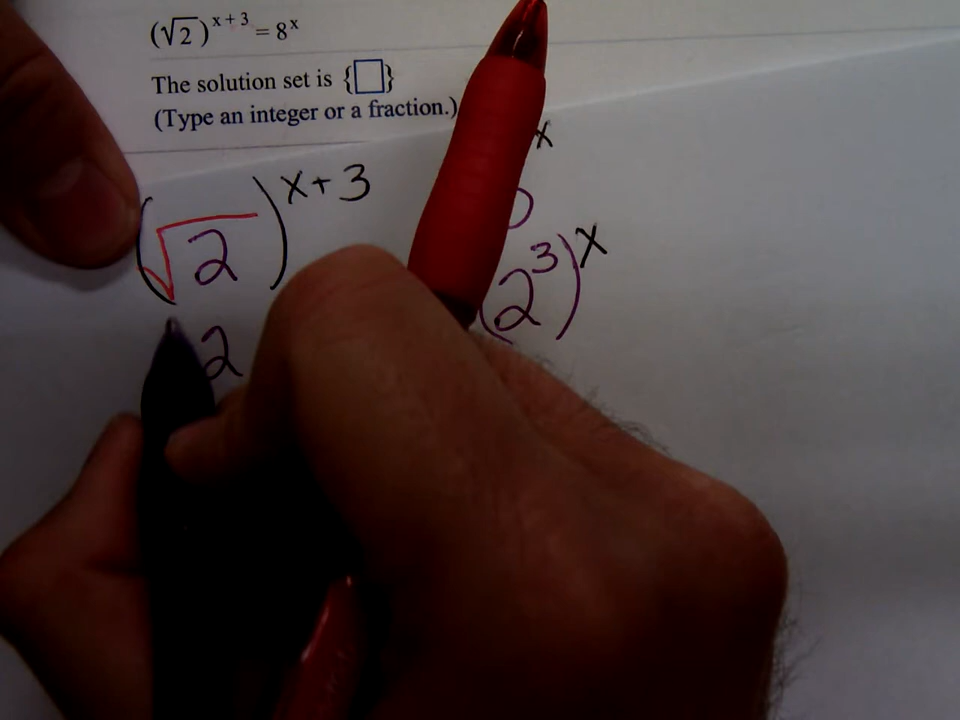 (√2)^(x + 3) = 8^x
The solution set is {□}
(Type an integer or a fraction.)
(√2)^(x+3) x
(2^3)^x
2